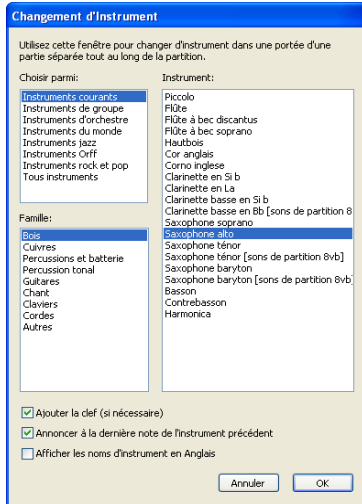 Changement d'Instrument
Utilisez cette fenêtre pour changer d'instrument dans une portée d'une
partie séparée tout au long de la partition.
Choisir parmi:
Instruments courants
Instruments de groupe
Instruments d'orchestre
Instruments du monde
Instruments jazz
Instruments Orff
Instruments rock et pop
Tous instruments
Famille:
Bois
Cuivres
Percussions et batterie
Percussion tonal
Guitares
Chant
Claviers
Cordes
Autres
Instrument:
Piccolo
Flûte
Flûte à bec discantus
Flûte à bec soprano
Hautbois
Cor anglais
Corno inglese
Clarinette en Si b
Clarinette en La
Clarinette basse en Si b
Clarinette basse en Bb [sons de partition 8
Saxophone soprano
Saxophone alto
Saxophone ténor
Saxophone ténor [sons de partition 8vb]
Saxophone baryton
Saxophone baryton [sons de partition 8vb]
Basson
Contrebasson
Harmonica
Ajouter la clef (si nécessaire)
Annoncer à la dernière note de l'instrument précédent
Afficher les noms d'instrument en Anglais
Annuler
OK